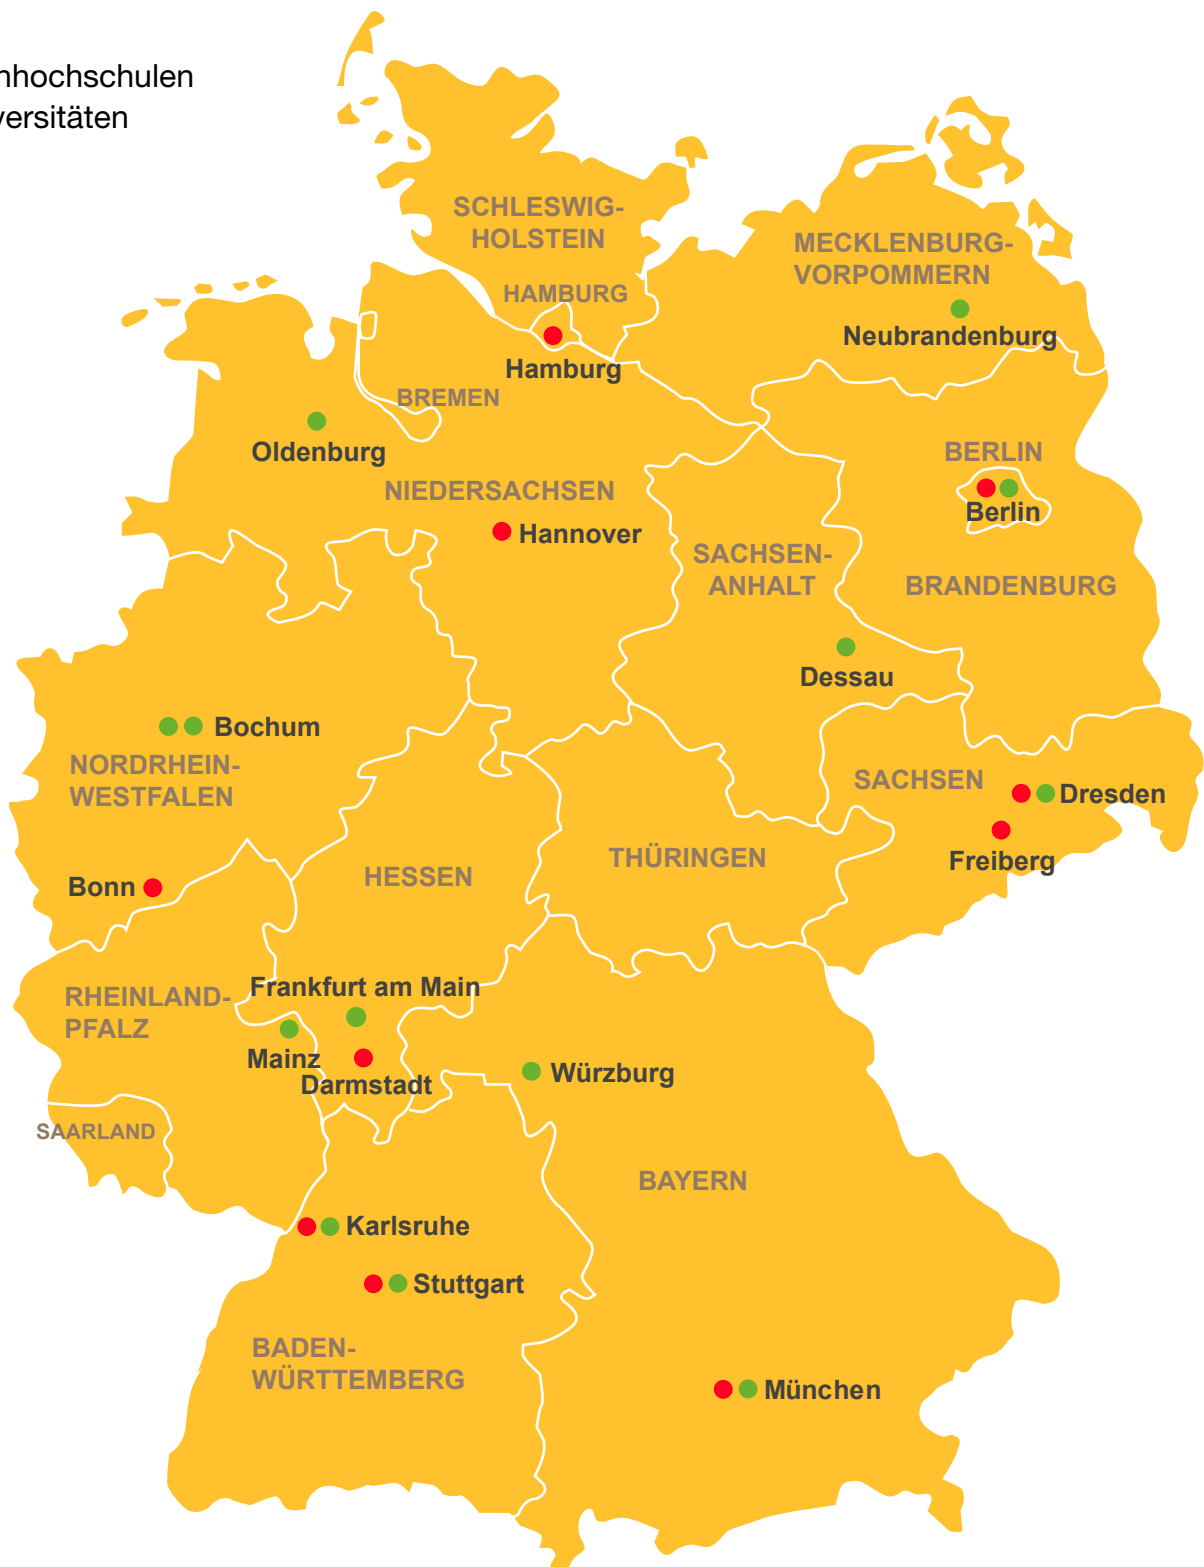 nhochschulen
versitäten
SCHLESWIG-
HOLSTEIN
MECKLENBURG-
VORPOMMERN
HAMBURG
Neubrandenburg
Hamburg
BREMEN
Oldenburg
BERLIN
NIEDERSACHSEN
Berlin
Hannover
SACHSEN-
ANHALT
BRANDENBURG
Dessau
Bochum
NORDRHEIN-
WESTFALEN
SACHSEN
Dresden
Freiberg
THÜRINGEN
HESSEN
Bonn
Frankfurt am Main
RHEINLAND-
PFALZ
Mainz
Darmstadt
Würzburg
SAARLAND
BAYERN
Karlsruhe
Stuttgart
BADEN-
WÜRTTEMBERG
München